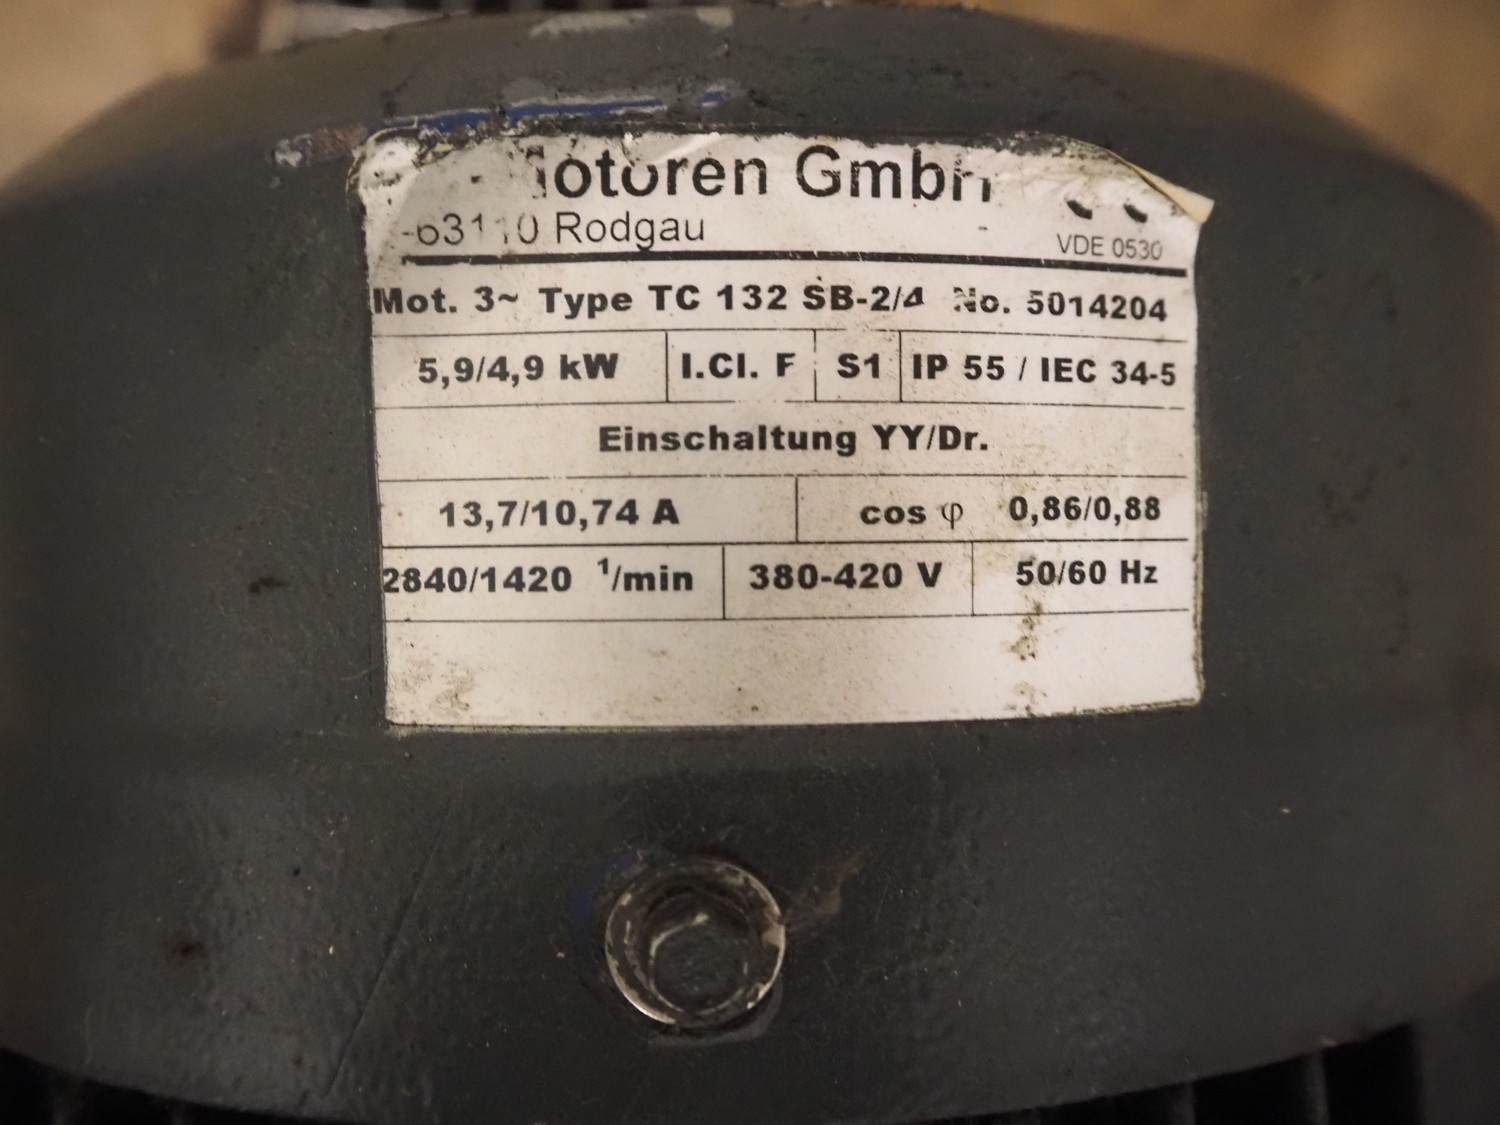 Motoren GmbH
-63110 Rodgau
VDE 0530
Mot. 3~ Type TC 132 SB-2/4 No. 5014204
5,9/4,9 kW I.Cl. F S1 IP 55 / IEC 34-5
Einschaltung YY/Dr.
13,7/10,74 A cos φ 0,86/0,88
2840/1420 ¹/min 380-420 V 50/60 Hz